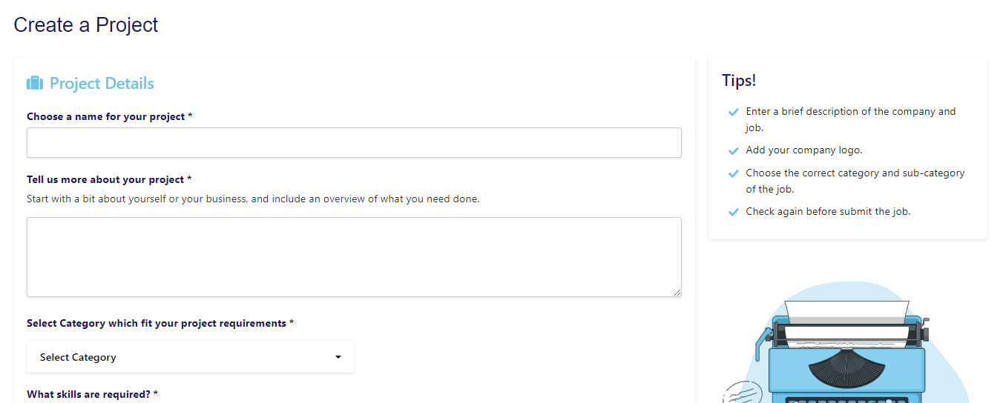 Create a Project
Project Details
Choose a name for your project *
Tell us more about your project *
Start with a bit about yourself or your business, and include an overview of what you need done.
Select Category which fit your project requirements *
Select Category
What skills are required? *
Tips!
Enter a brief description of the company and
job.
Add your company logo.
Choose the correct category and sub-category
of the job.
Check again before submit the job.